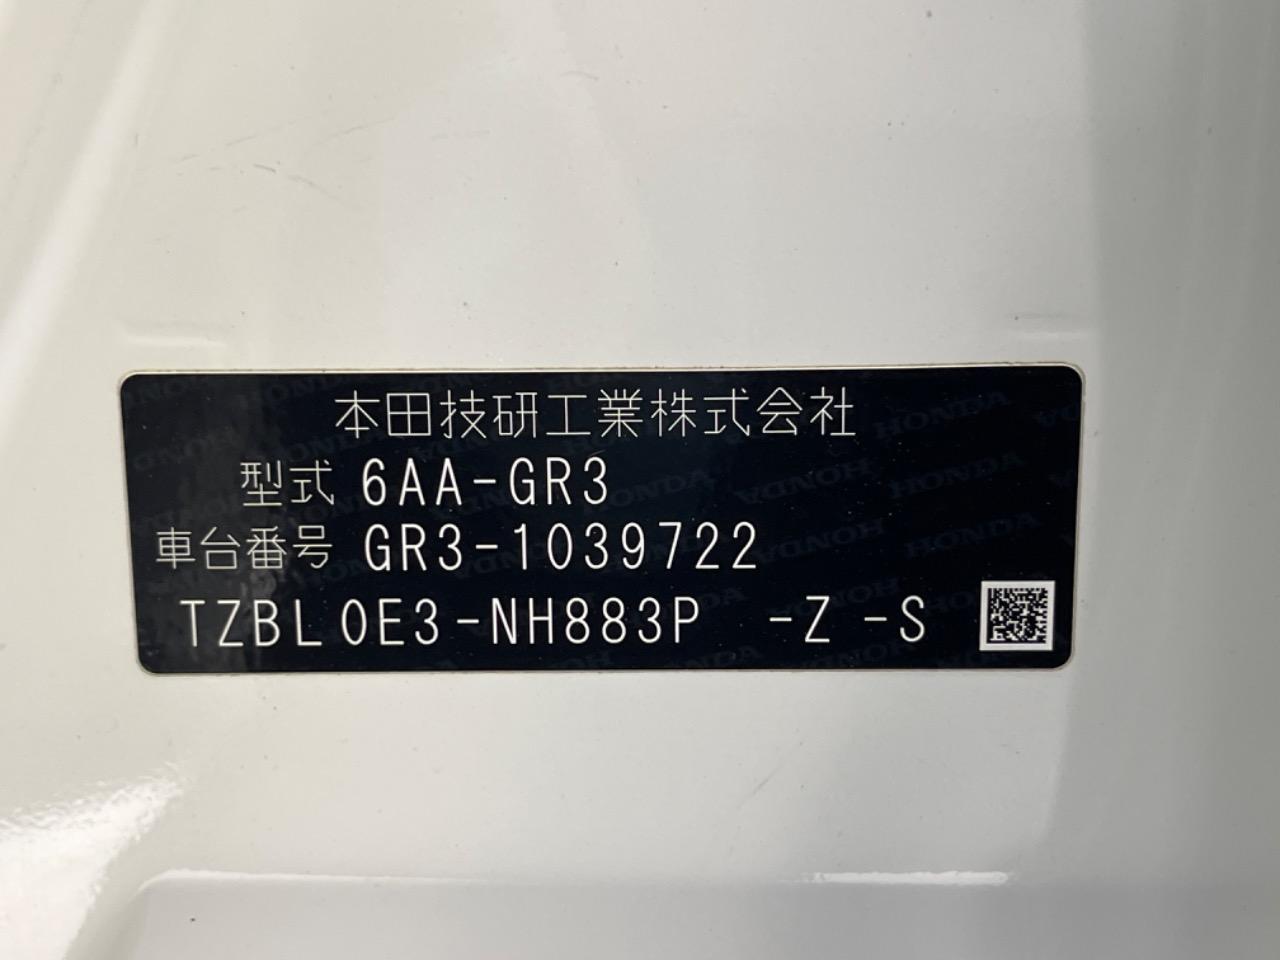 本田技研工業株式会社
型式 6AA-GR3
車台番号 GR3-1039722
TZBL0E3-NH883P -Z -S